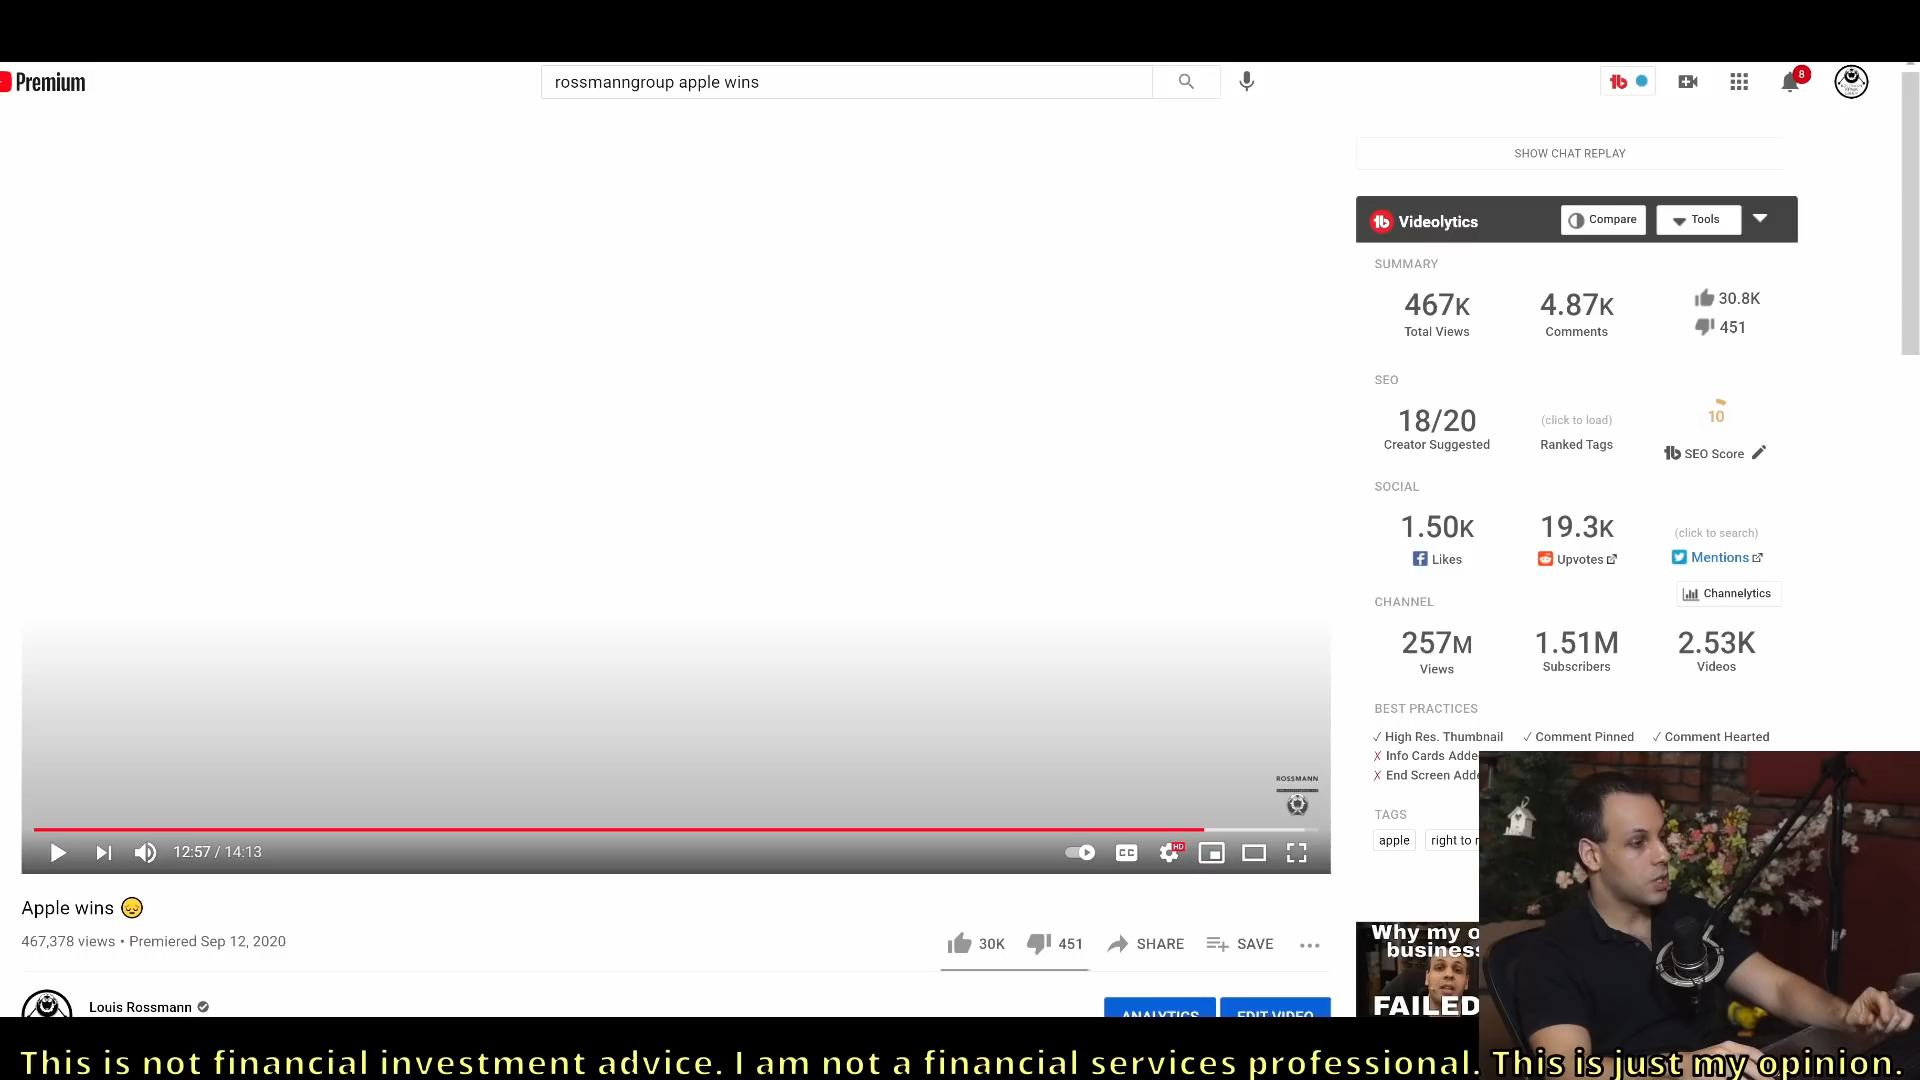 Premium
rossmanngroup apple wins
8
SHOW CHAT REPLAY
Videolytics
Compare
Tools
SUMMARY
467K
Total Views
4.87K
Comments
30.8K
451
SEO
18/20
Creator Suggested
(click to load)
Ranked Tags
10
SEO Score
SOCIAL
1.50K
Likes
19.3K
Upvotes
(click to search)
Mentions
Channelytics
CHANNEL
257M
Views
1.51M
Subscribers
2.53K
Videos
BEST PRACTICES
✓ High Res. Thumbnail ✓ Comment Pinned ✓ Comment Hearted
✗ Info Cards Adde
✗ End Screen Adde
TAGS
apple
right to r
ROSSMANN
12:57 / 14:13
CC
HD
Apple wins 😔
467,378 views • Premiered Sep 12, 2020
30K
451
SHARE
SAVE
Louis Rossmann
ANALYTICS
EDIT VIDEO
Why my o
business
FAILED
This is not financial investment advice. I am not a financial services professional. This is just my opinion.